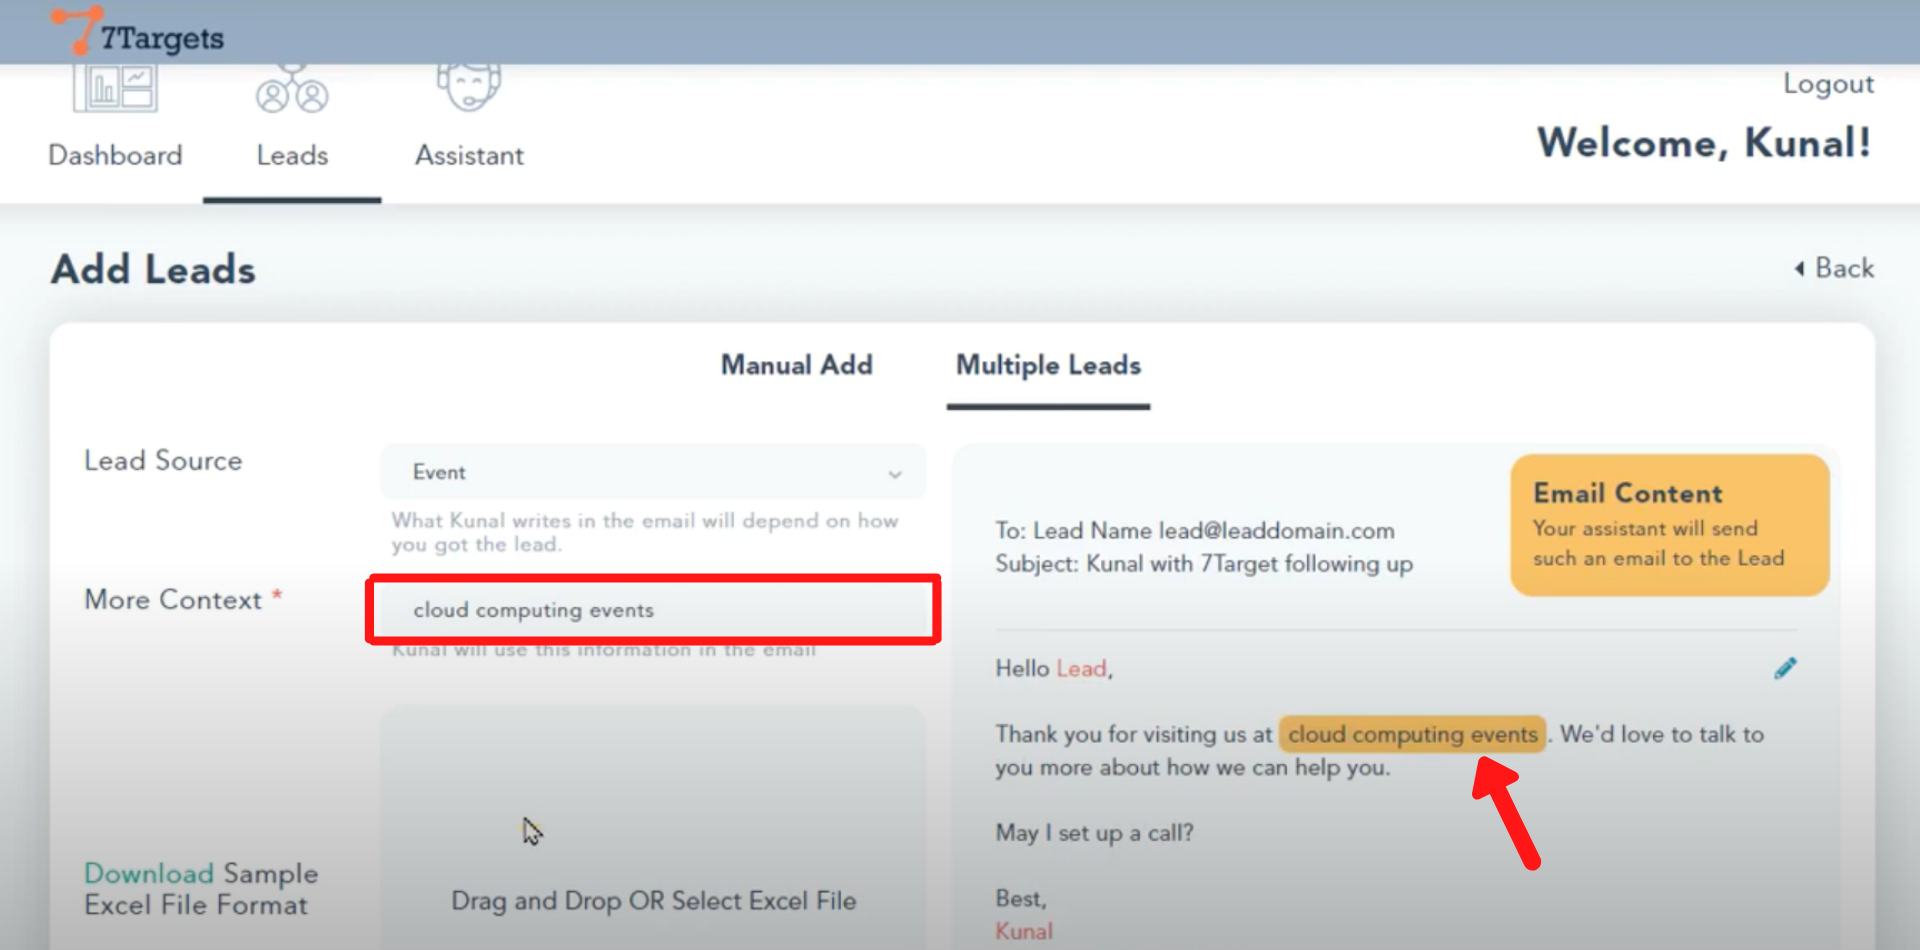 7Targets
Dashboard
Leads
Assistant
Logout
Welcome, Kunal!
Add Leads
Back
Manual Add
Multiple Leads
Lead Source
Event
What Kunal writes in the email will depend on how
you got the lead.
More Context *
cloud computing events
Kunal will use this information in the email
Download Sample
Excel File Format
Drag and Drop OR Select Excel File
Email Content
Your assistant will send
such an email to the Lead
To: Lead Name lead@leaddomain.com
Subject: Kunal with 7Target following up
Hello Lead,
Thank you for visiting us at cloud computing events . We'd love to talk to
you more about how we can help you.
May I set up a call?
Best,
Kunal